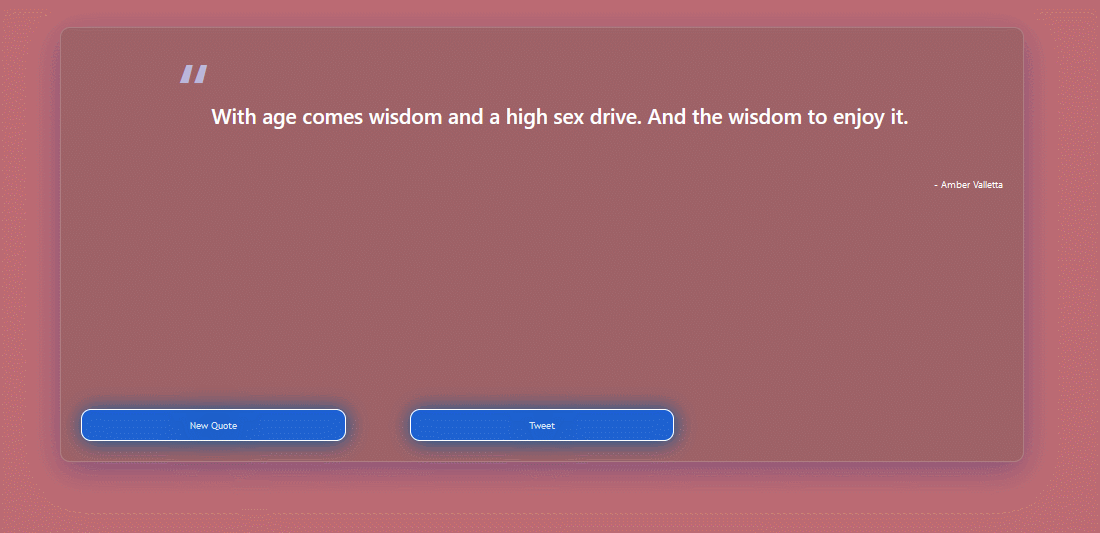 “
With age comes wisdom and a high sex drive. And the wisdom to enjoy it.
- Amber Valletta
New Quote
Tweet